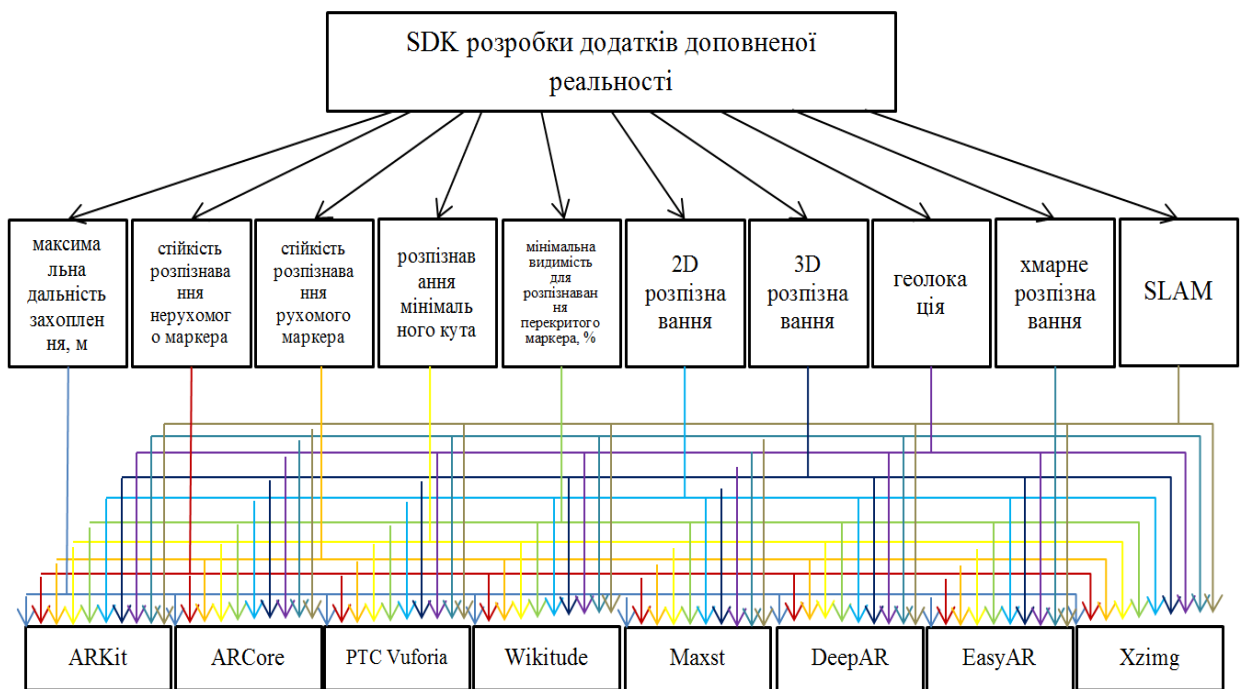 SDK розробки додатків доповненої
реальності
максима
льна
дальність
захоплен
ня, м
стійкість
розпізнава
ння
нерухомог
о маркера
стійкість
розпізнава
ння
рухомого
маркера
розпізнав
ання
мінімаль
ного кута
мінімальна
видимість
для
розпізнаван
ня
перекритого
маркера, %
2D
розпізна
вання
3D
розпізна
вання
геолока
ція
хмарне
розпізна
вання
SLAM
ARKit
ARCore
PTC Vuforia
Wikitude
Maxst
DeepAR
EasyAR
Xzimg